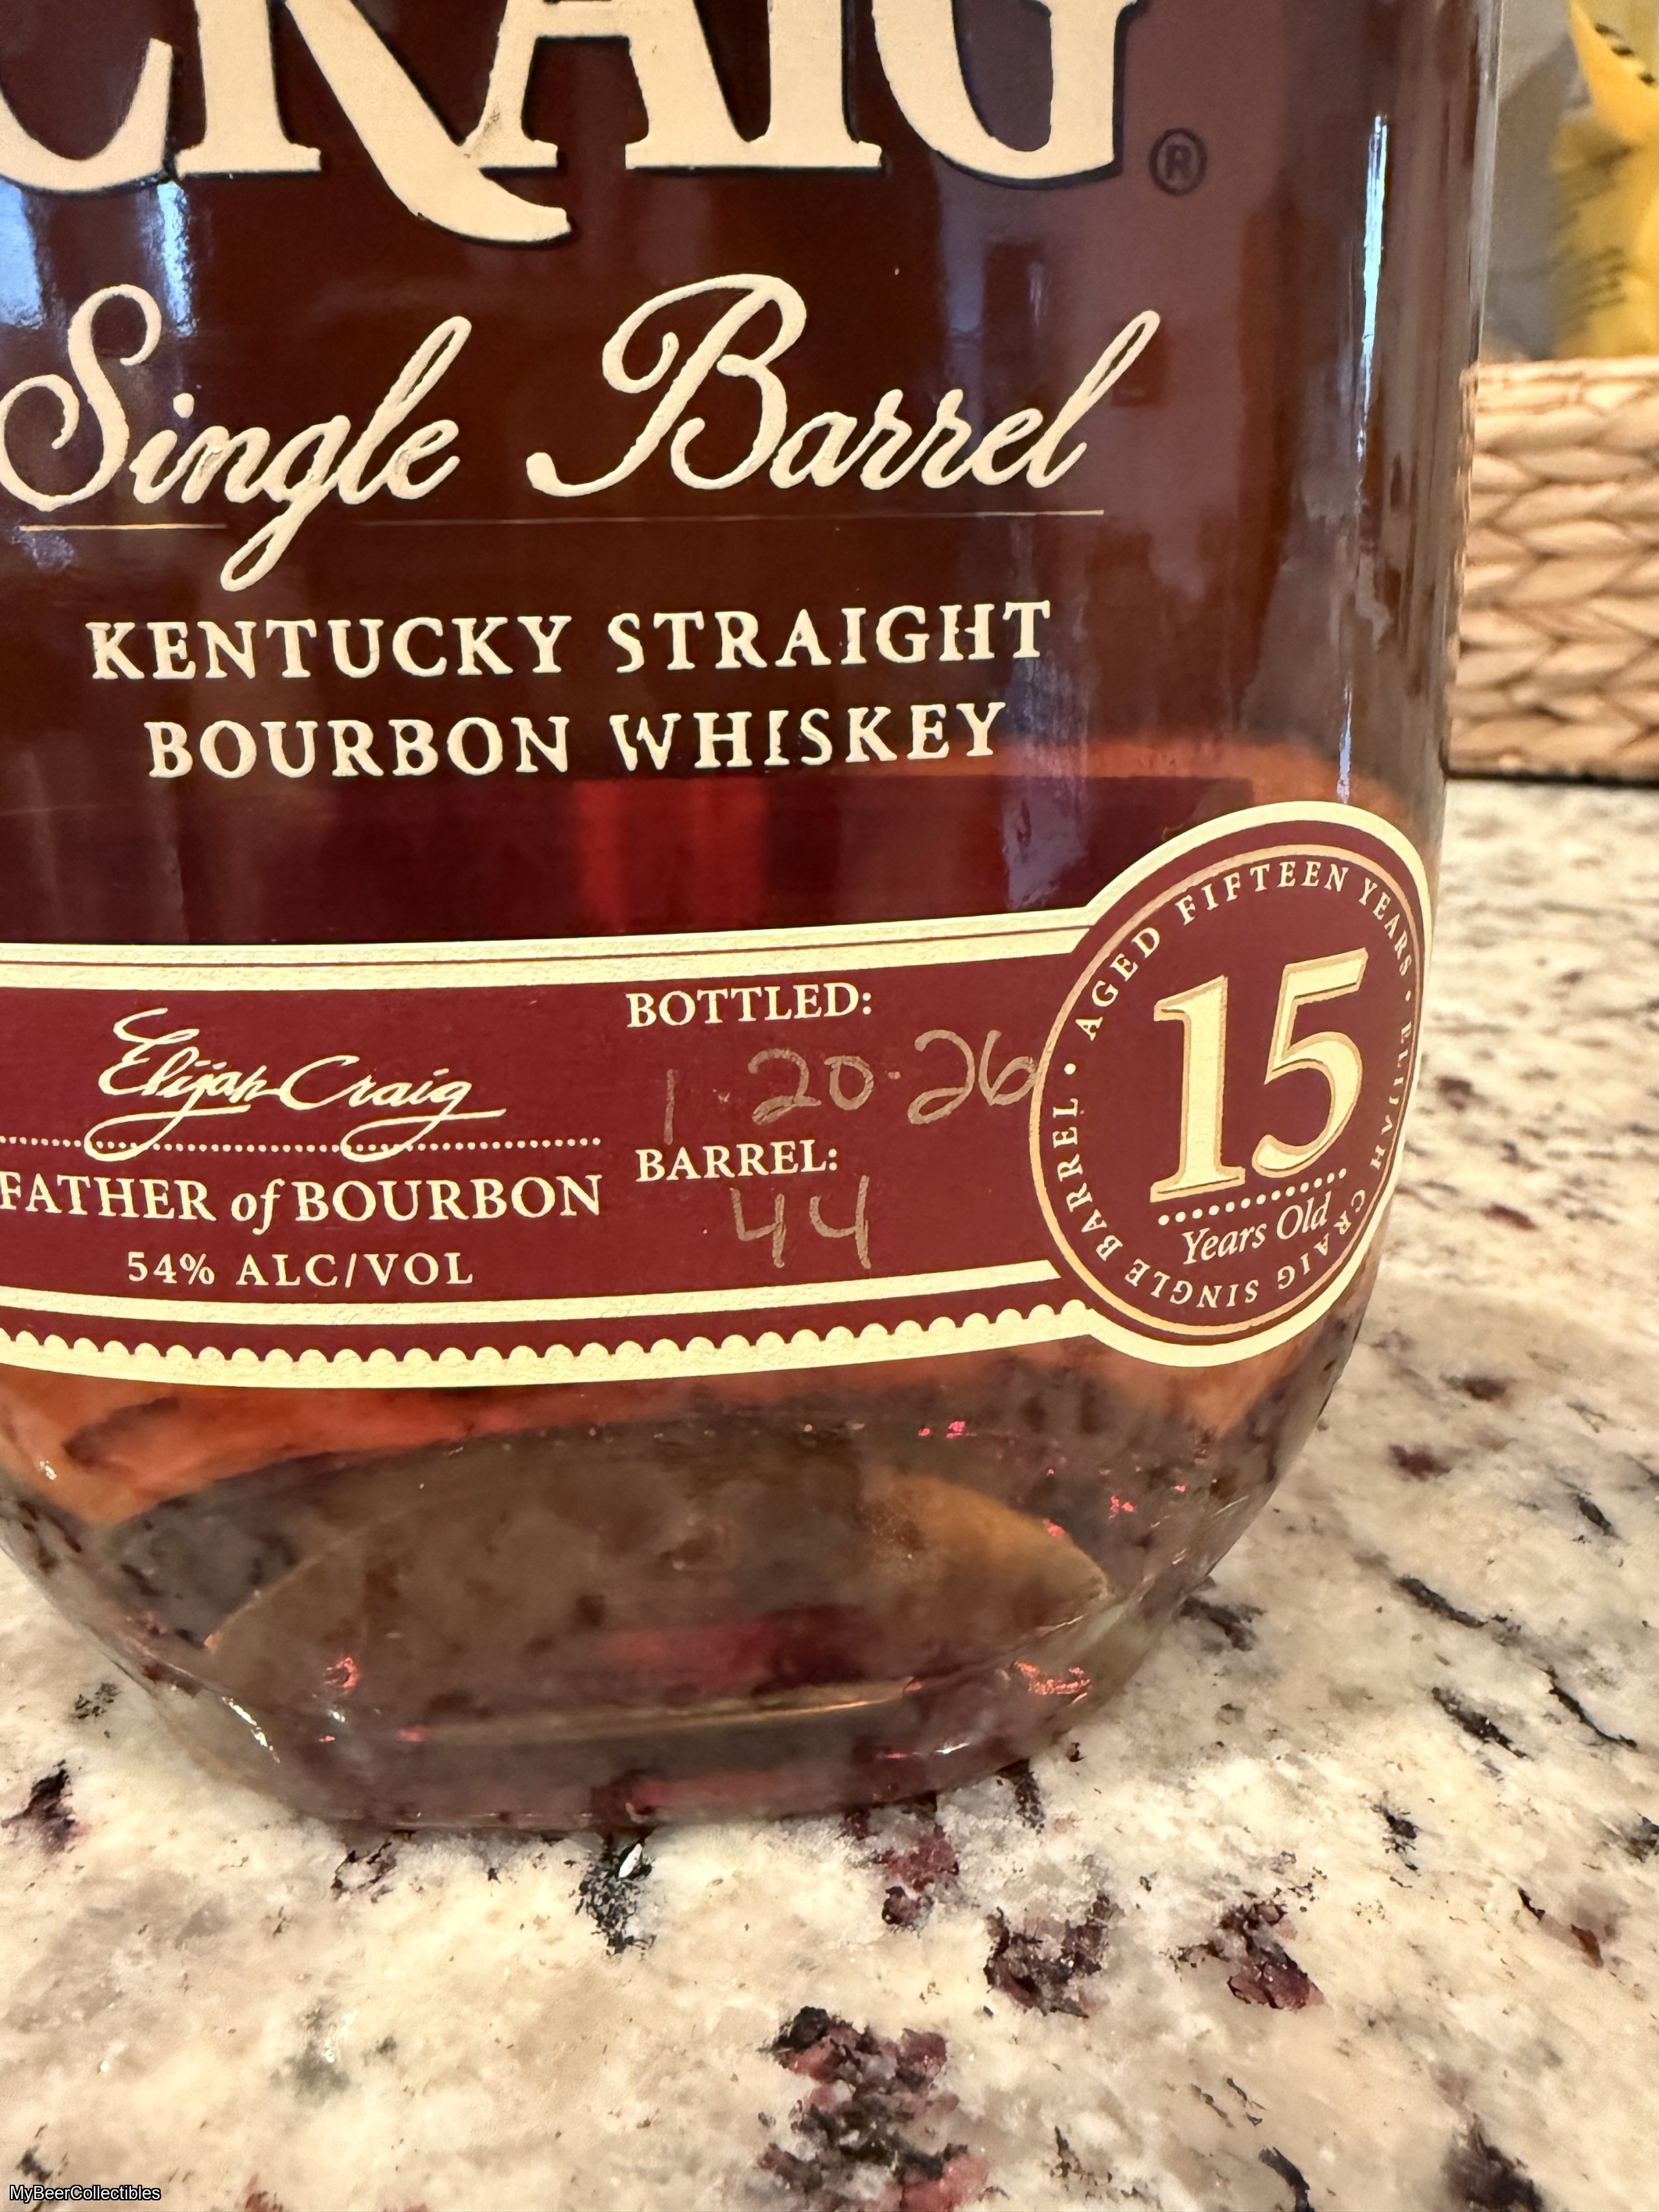 CRAIG®
Single Barrel
KENTUCKY STRAIGHT
BOURBON WHISKEY
Elijah Craig
FATHER of BOURBON
54% ALC/VOL
BOTTLED:
1·20·26
BARREL:
44
• AGED FIFTEEN YEARS • ELIJAH CRAIG SINGLE BARREL
15
Years Old
MyBeerCollectibles